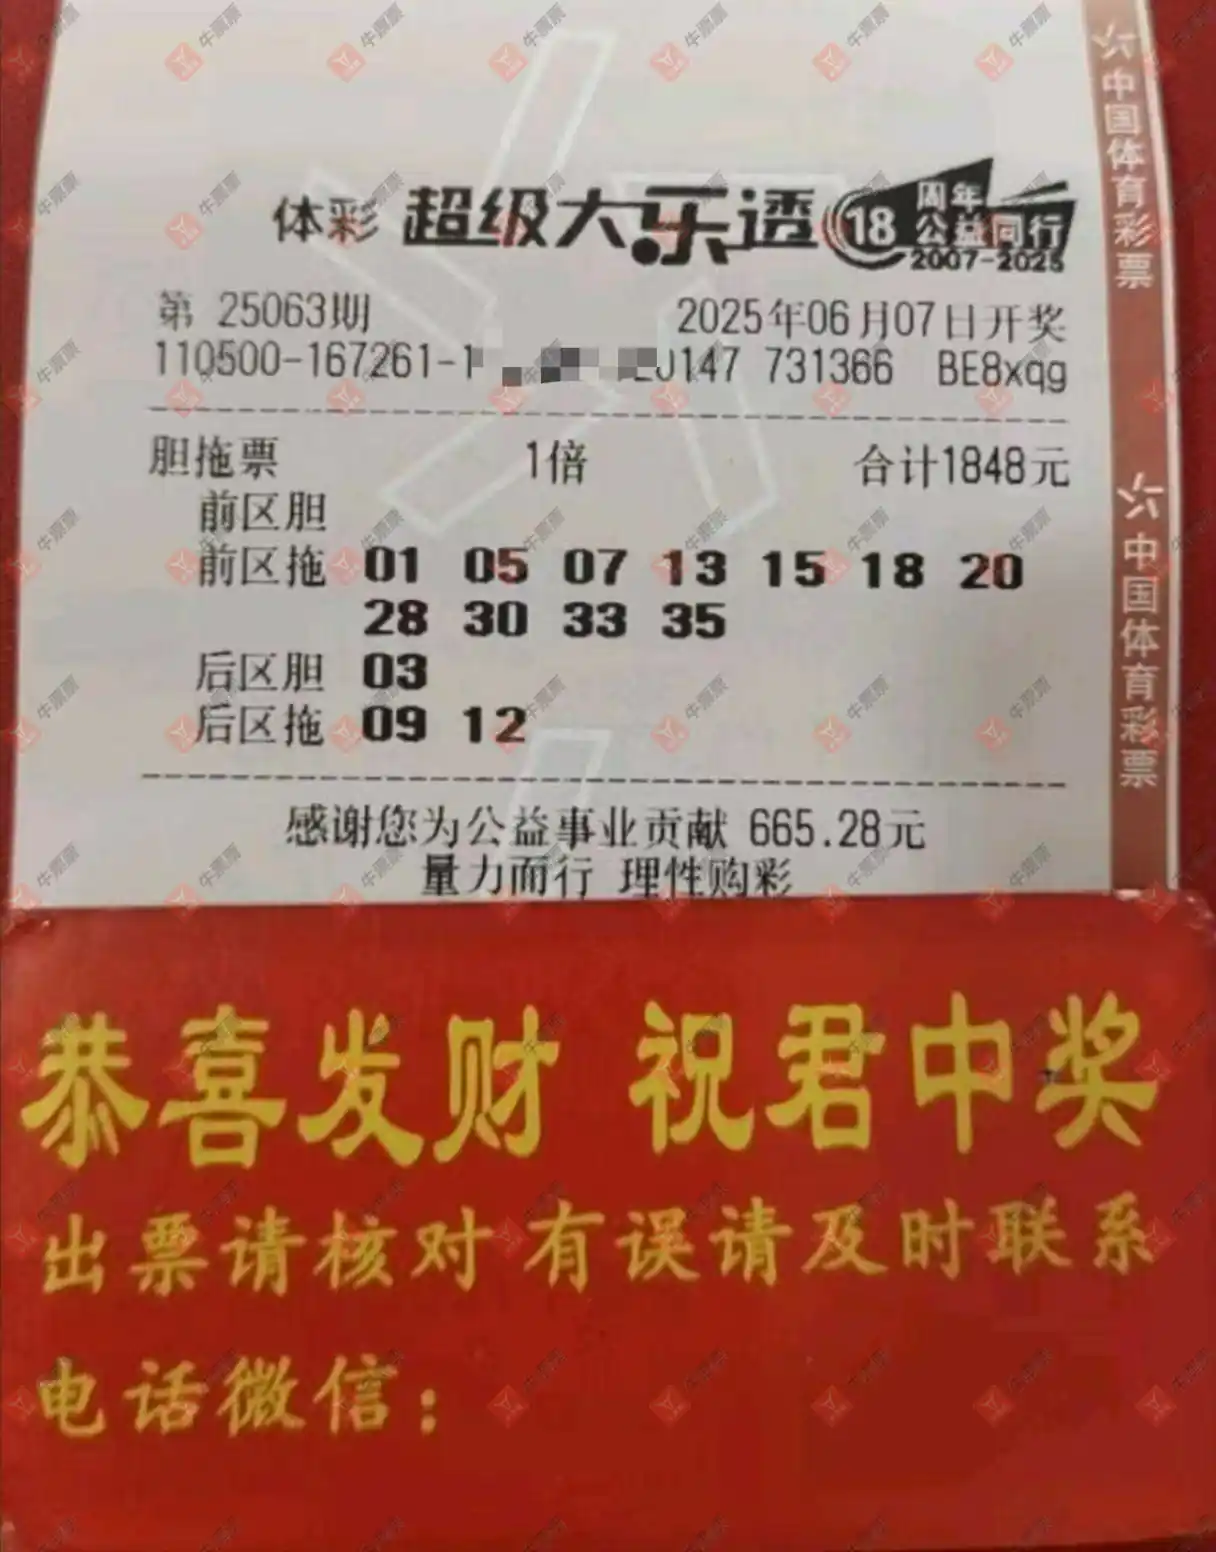 体彩 超级大乐透 18 周年 公益同行 2007-2025
第 25063期 2025年06月07日开奖
110500-167261-1 0147 731366 BE8xqg
胆拖票 1倍 合计1848元
前区胆
前区拖 01 05 07 13 15 18 20
28 30 33 35
后区胆 03
后区拖 09 12
感谢您为公益事业贡献 665.28元
量力而行 理性购彩
中国体育彩票
中国体育彩票
恭喜发财 祝君中奖
出票请核对 有误请及时联系
电话微信：
牛票票